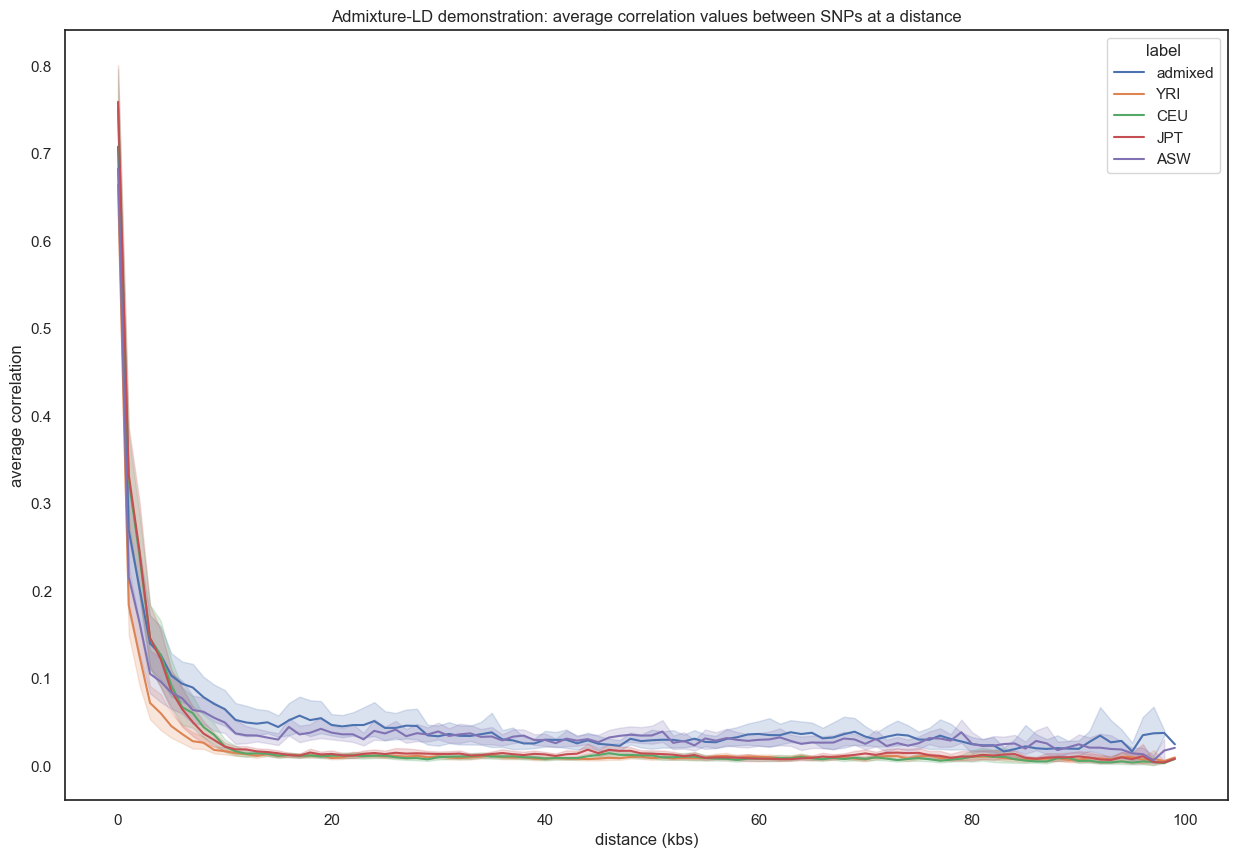 Admixture-LD demonstration: average correlation values between SNPs at a distance
label
admixed
YRI
CEU
JPT
ASW
average correlation
0.8
0.7
0.6
0.5
0.4
0.3
0.2
0.1
0.0
0
20
40
60
80
100
distance (kbs)